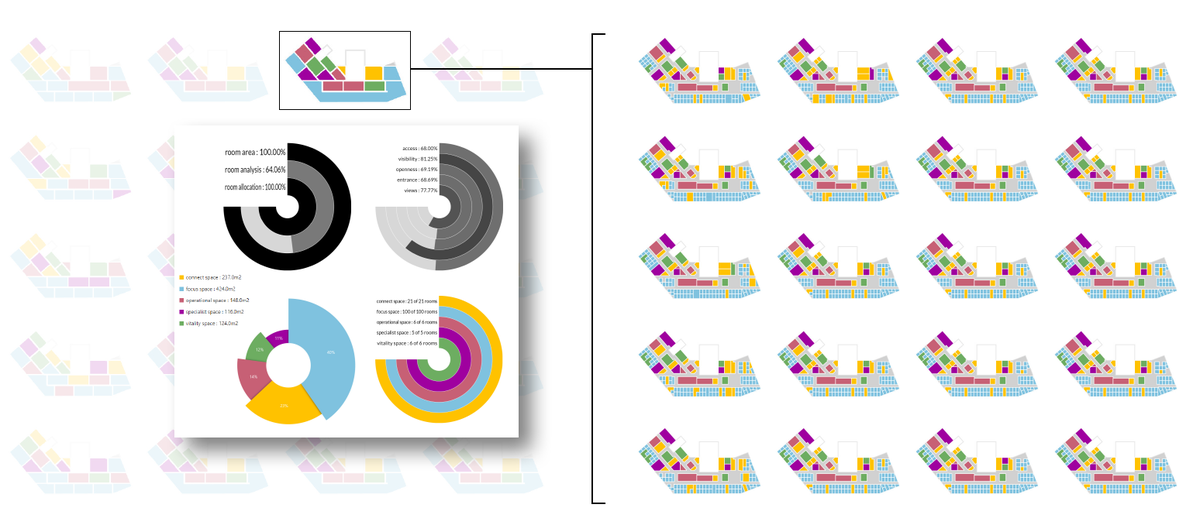 room area : 100.00%
room analysis : 64.06%
room allocation : 100.00%
access : 68.00%
visibility : 81.25%
openness : 69.19%
entrance : 68.69%
views : 77.77%
connect space : 237.0m2
focus space : 424.0m2
operational space : 148.0m2
specialist space : 118.0m2
vitality space : 124.0m2
connect space : 21 of 21 rooms
focus space : 100 of 100 rooms
operational space : 6 of 6 rooms
specialist space : 5 of 5 rooms
vitality space : 6 of 6 rooms
11%
12%
14%
40%